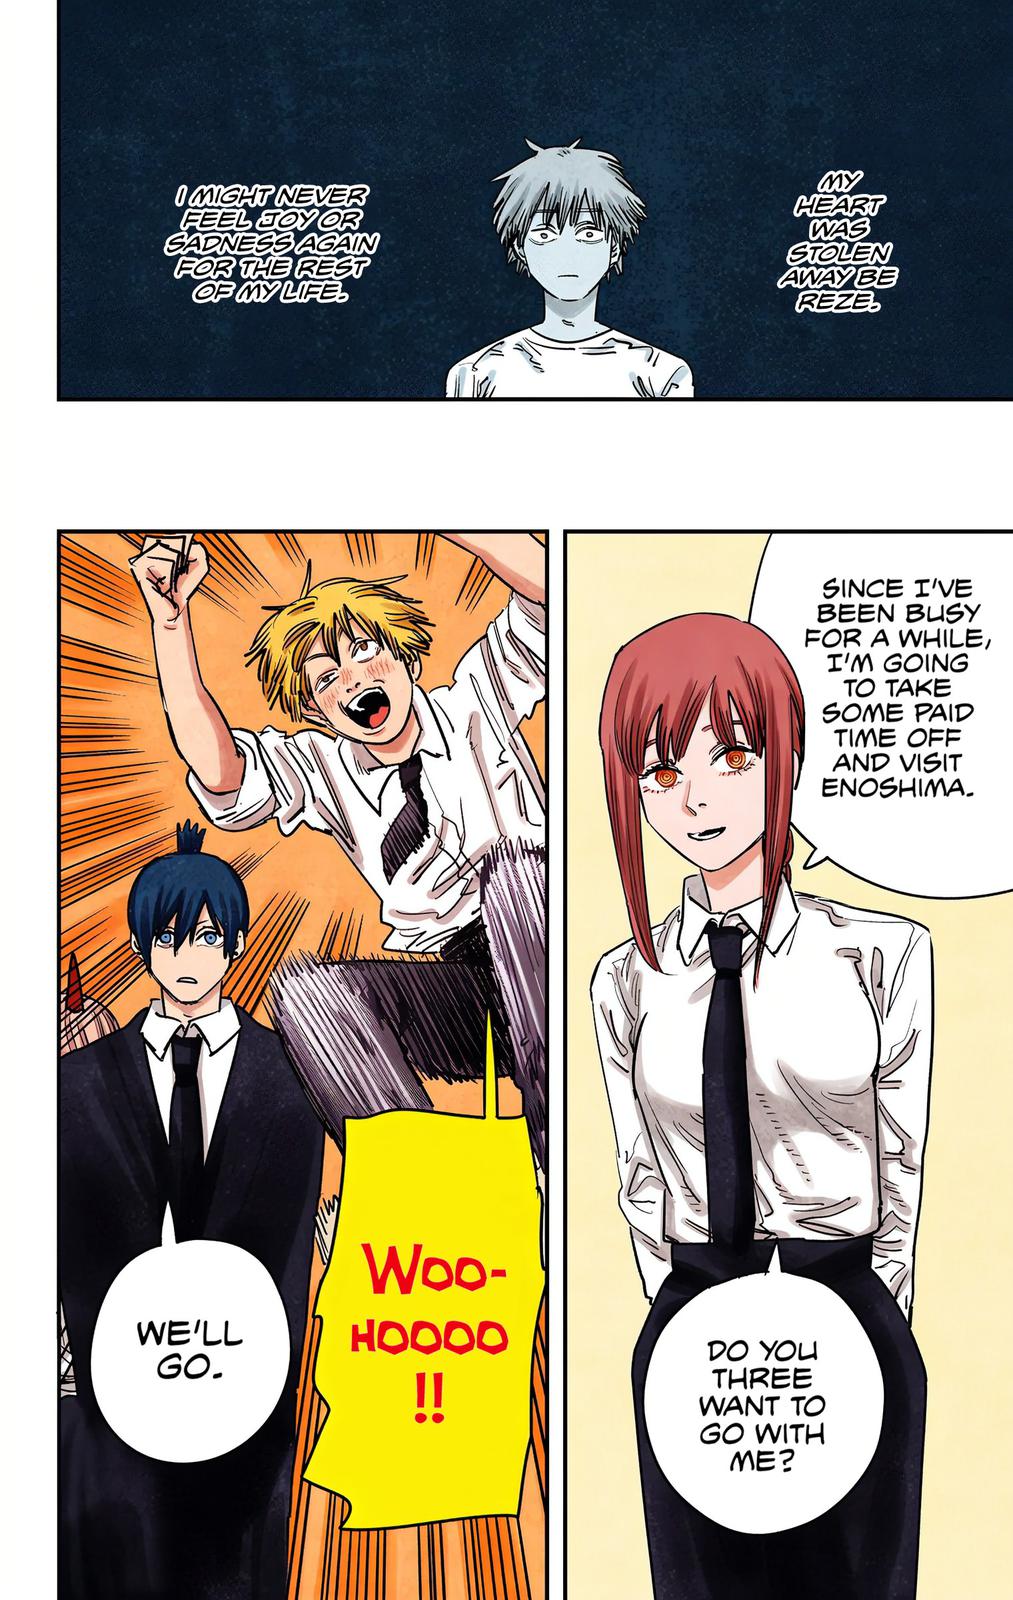 MY
HEART
WAS
STOLEN
AWAY BE
REZE.
I MIGHT NEVER
FEEL JOY OR
SADNESS AGAIN
FOR THE REST
OF MY LIFE.
SINCE I'VE
BEEN BUSY
FOR A WHILE,
I'M GOING
TO TAKE
SOME PAID
TIME OFF
AND VISIT
ENOSHIMA.
DO YOU
THREE
WANT TO
GO WITH
ME?
WOO-
HOOOO
!!
WE'LL
GO.